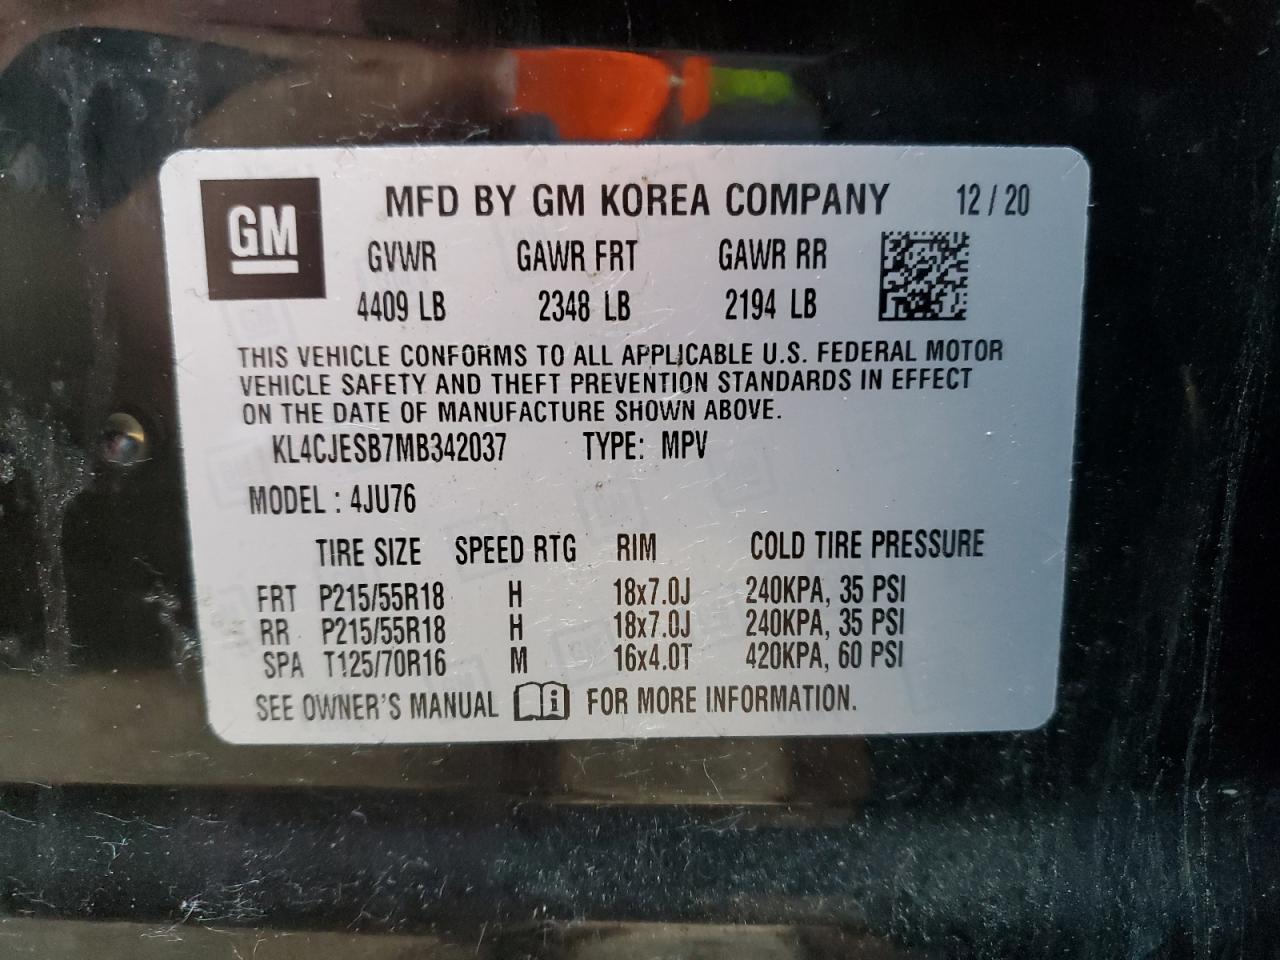 GM
MFD BY GM KOREA COMPANY 12/20
GVWR GAWR FRT GAWR RR
4409 LB 2348 LB 2194 LB
THIS VEHICLE CONFORMS TO ALL APPLICABLE U.S. FEDERAL MOTOR
VEHICLE SAFETY AND THEFT PREVENTION STANDARDS IN EFFECT
ON THE DATE OF MANUFACTURE SHOWN ABOVE.
KL4CJESB7MB342037 TYPE: MPV
MODEL : 4JU76
TIRE SIZE SPEED RTG RIM COLD TIRE PRESSURE
FRT P215/55R18 H 18x7.0J 240KPA, 35 PSI
RR P215/55R18 H 18x7.0J 240KPA, 35 PSI
SPA T125/70R16 M 16x4.0T 420KPA, 60 PSI
SEE OWNER'S MANUAL FOR MORE INFORMATION.